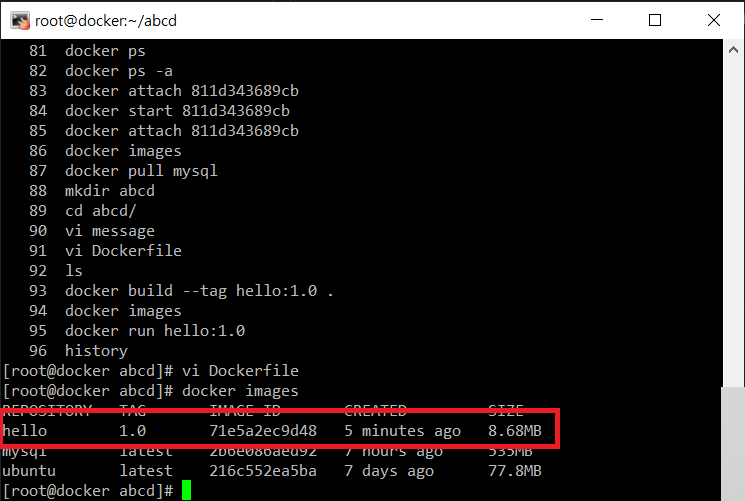 root@docker:~/abcd
81 docker ps
82 docker ps -a
83 docker attach 811d343689cb
84 docker start 811d343689cb
85 docker attach 811d343689cb
86 docker images
87 docker pull mysql
88 mkdir abcd
89 cd abcd/
90 vi message
91 vi Dockerfile
92 ls
93 docker build --tag hello:1.0 .
94 docker images
95 docker run hello:1.0
96 history
[root@docker abcd]# vi Dockerfile
[root@docker abcd]# docker images
REPOSITORY TAG IMAGE ID CREATED SIZE
hello 1.0 71e5a2ec9d48 5 minutes ago 8.68MB
mysql latest 2b6e086aed92 7 hours ago 535MB
ubuntu latest 216c552ea5ba 7 days ago 77.8MB
[root@docker abcd]#